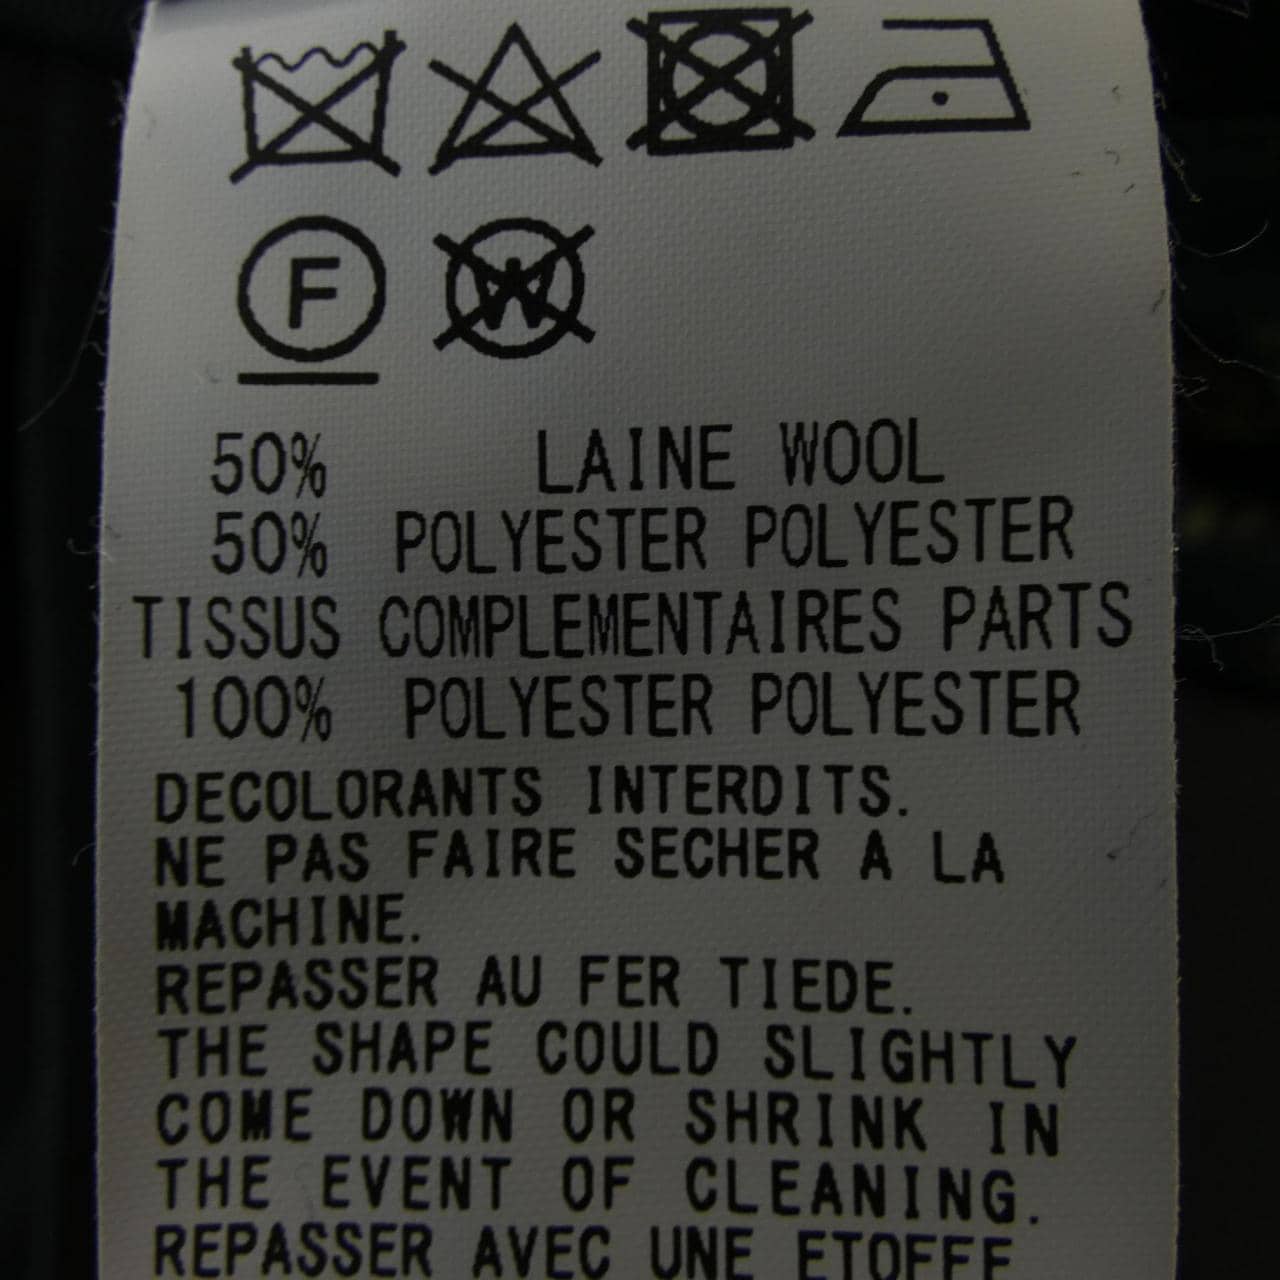 F W
50% LAINE WOOL
50% POLYESTER POLYESTER
TISSUS COMPLEMENTAIRES PARTS
100% POLYESTER POLYESTER
DECOLORANTS INTERDITS.
NE PAS FAIRE SECHER A LA
MACHINE.
REPASSER AU FER TIEDE.
THE SHAPE COULD SLIGHTLY
COME DOWN OR SHRINK IN
THE EVENT OF CLEANING.
REPASSER AVEC UNE ETOFFE